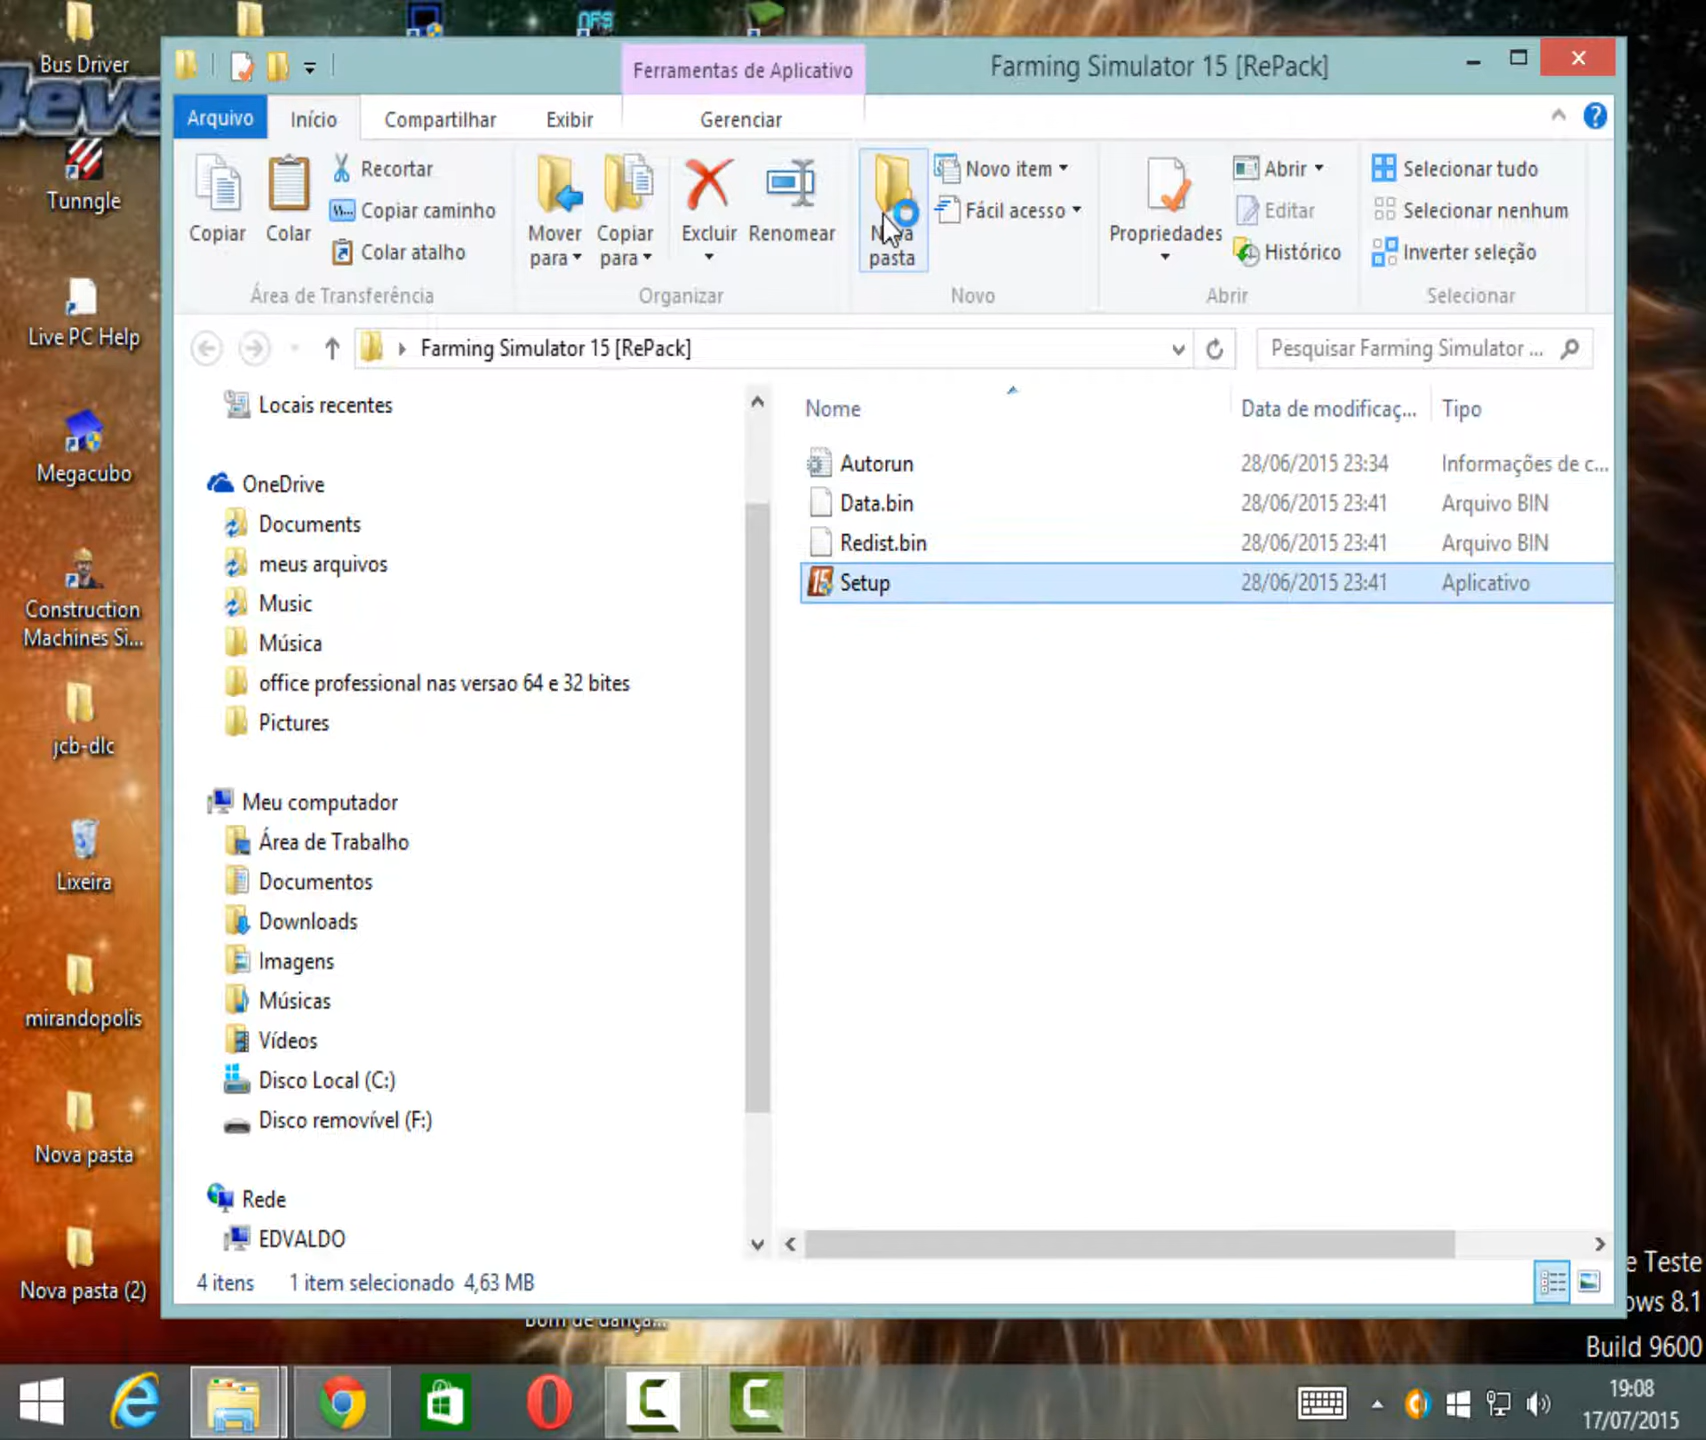 Bus Driver
4eve
Tunngle
Live PC Help
Megacubo
Construction
Machines Si...
jcb-dlc
Lixeira
mirandopolis
Nova pasta
Nova pasta (2)
NFS
Ferramentas de Aplicativo
Farming Simulator 15 [RePack]
Arquivo
Início
Compartilhar
Exibir
Gerenciar
Copiar
Colar
Recortar
Copiar caminho
Colar atalho
Área de Transferência
Mover
para
Copiar
para
Excluir
Renomear
Organizar
Nova
pasta
Novo item
Fácil acesso
Novo
Propriedades
Abrir
Editar
Histórico
Abrir
Selecionar tudo
Selecionar nenhum
Inverter seleção
Selecionar
Farming Simulator 15 [RePack]
Pesquisar Farming Simulator ...
Locais recentes
OneDrive
Documents
meus arquivos
Music
Música
office professional nas versao 64 e 32 bites
Pictures
Meu computador
Área de Trabalho
Documentos
Downloads
Imagens
Músicas
Vídeos
Disco Local (C:)
Disco removível (F:)
Rede
EDVALDO
Nome Data de modificaç... Tipo
Autorun 28/06/2015 23:34 Informações de c...
Data.bin 28/06/2015 23:41 Arquivo BIN
Redist.bin 28/06/2015 23:41 Arquivo BIN
15 Setup 28/06/2015 23:41 Aplicativo
4 itens 1 item selecionado 4,63 MB
e Teste
ows 8.1
Build 9600
19:08
17/07/2015